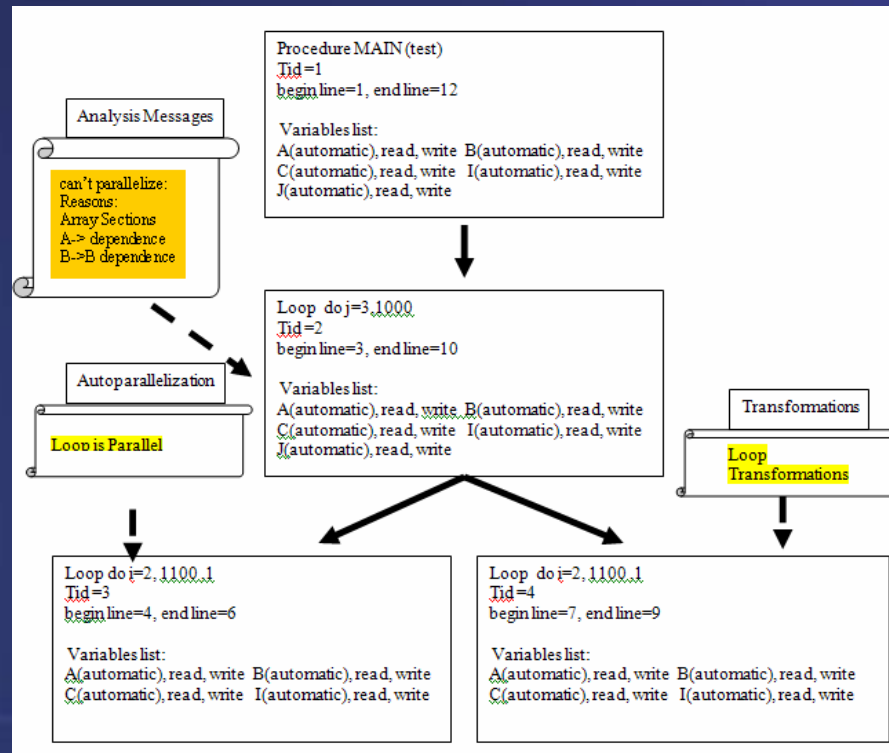 Procedure MAIN (test)
Tid=1
begin line=1, end line=12
Variables list:
A(automatic), read, write B(automatic), read, write
C(automatic), read, write I(automatic), read, write
J(automatic), read, write
Analysis Messages
can't parallelize:
Reasons:
Array Sections
A-> dependence
B->B dependence
Loop do j=3,1000
Tid=2
begin line=3, end line=10
Variables list:
A(automatic), read, write B(automatic), read, write
C(automatic), read, write I(automatic), read, write
J(automatic), read, write
Autoparallelization
Loop is Parallel
Transformations
Loop
Transformations
Loop do i=2, 1100,1
Tid=3
begin line=4, end line=6
Variables list:
A(automatic), read, write B(automatic), read, write
C(automatic), read, write I(automatic), read, write
Loop do i=2, 1100,1
Tid=4
begin line=7, end line=9
Variables list:
A(automatic), read, write B(automatic), read, write
C(automatic), read, write I(automatic), read, write